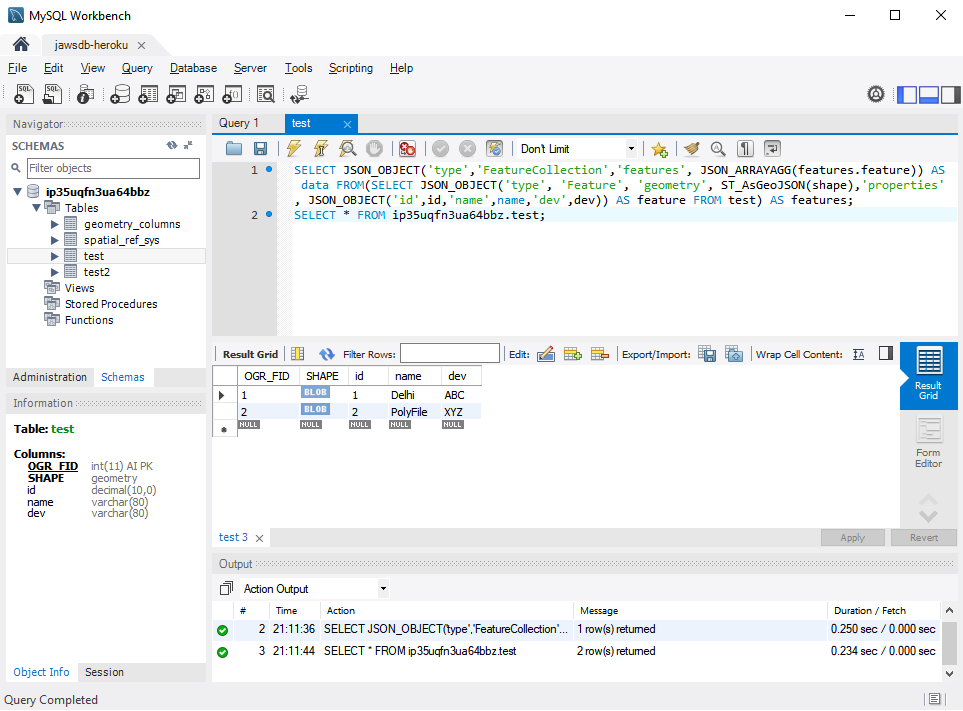 MySQL Workbench
jawsdb-heroku
File Edit View Query Database Server Tools Scripting Help
Navigator
SCHEMAS
Filter objects
ip35uqfn3ua64bbz
Tables
geometry_columns
spatial_ref_sys
test
test2
Views
Stored Procedures
Functions
Administration Schemas
Information
Table: test
Columns:
OGR_FID int(11) AI PK
SHAPE geometry
id decimal(10,0)
name varchar(80)
dev varchar(80)
Object Info Session
Query 1 test
Don't Limit
1 SELECT JSON_OBJECT('type','FeatureCollection','features', JSON_ARRAYAGG(features.feature)) AS
data FROM(SELECT JSON_OBJECT('type', 'Feature', 'geometry', ST_AsGeoJSON(shape),'properties'
, JSON_OBJECT('id',id,'name',name,'dev',dev)) AS feature FROM test) AS features;
2 SELECT * FROM ip35uqfn3ua64bbz.test;
Result Grid Filter Rows: Edit: Export/Import: Wrap Cell Content:
OGR_FID SHAPE id name dev
1 BLOB 1 Delhi ABC
2 BLOB 2 PolyFile XYZ
NULL NULL NULL NULL NULL
Result
Grid
Form
Editor
test 3
Apply Revert
Output
Action Output
# Time Action Message Duration / Fetch
2 21:11:36 SELECT JSON_OBJECT('type','FeatureCollection'... 1 row(s) returned 0.250 sec / 0.000 sec
3 21:11:44 SELECT * FROM ip35uqfn3ua64bbz.test 2 row(s) returned 0.234 sec / 0.000 sec
Query Completed